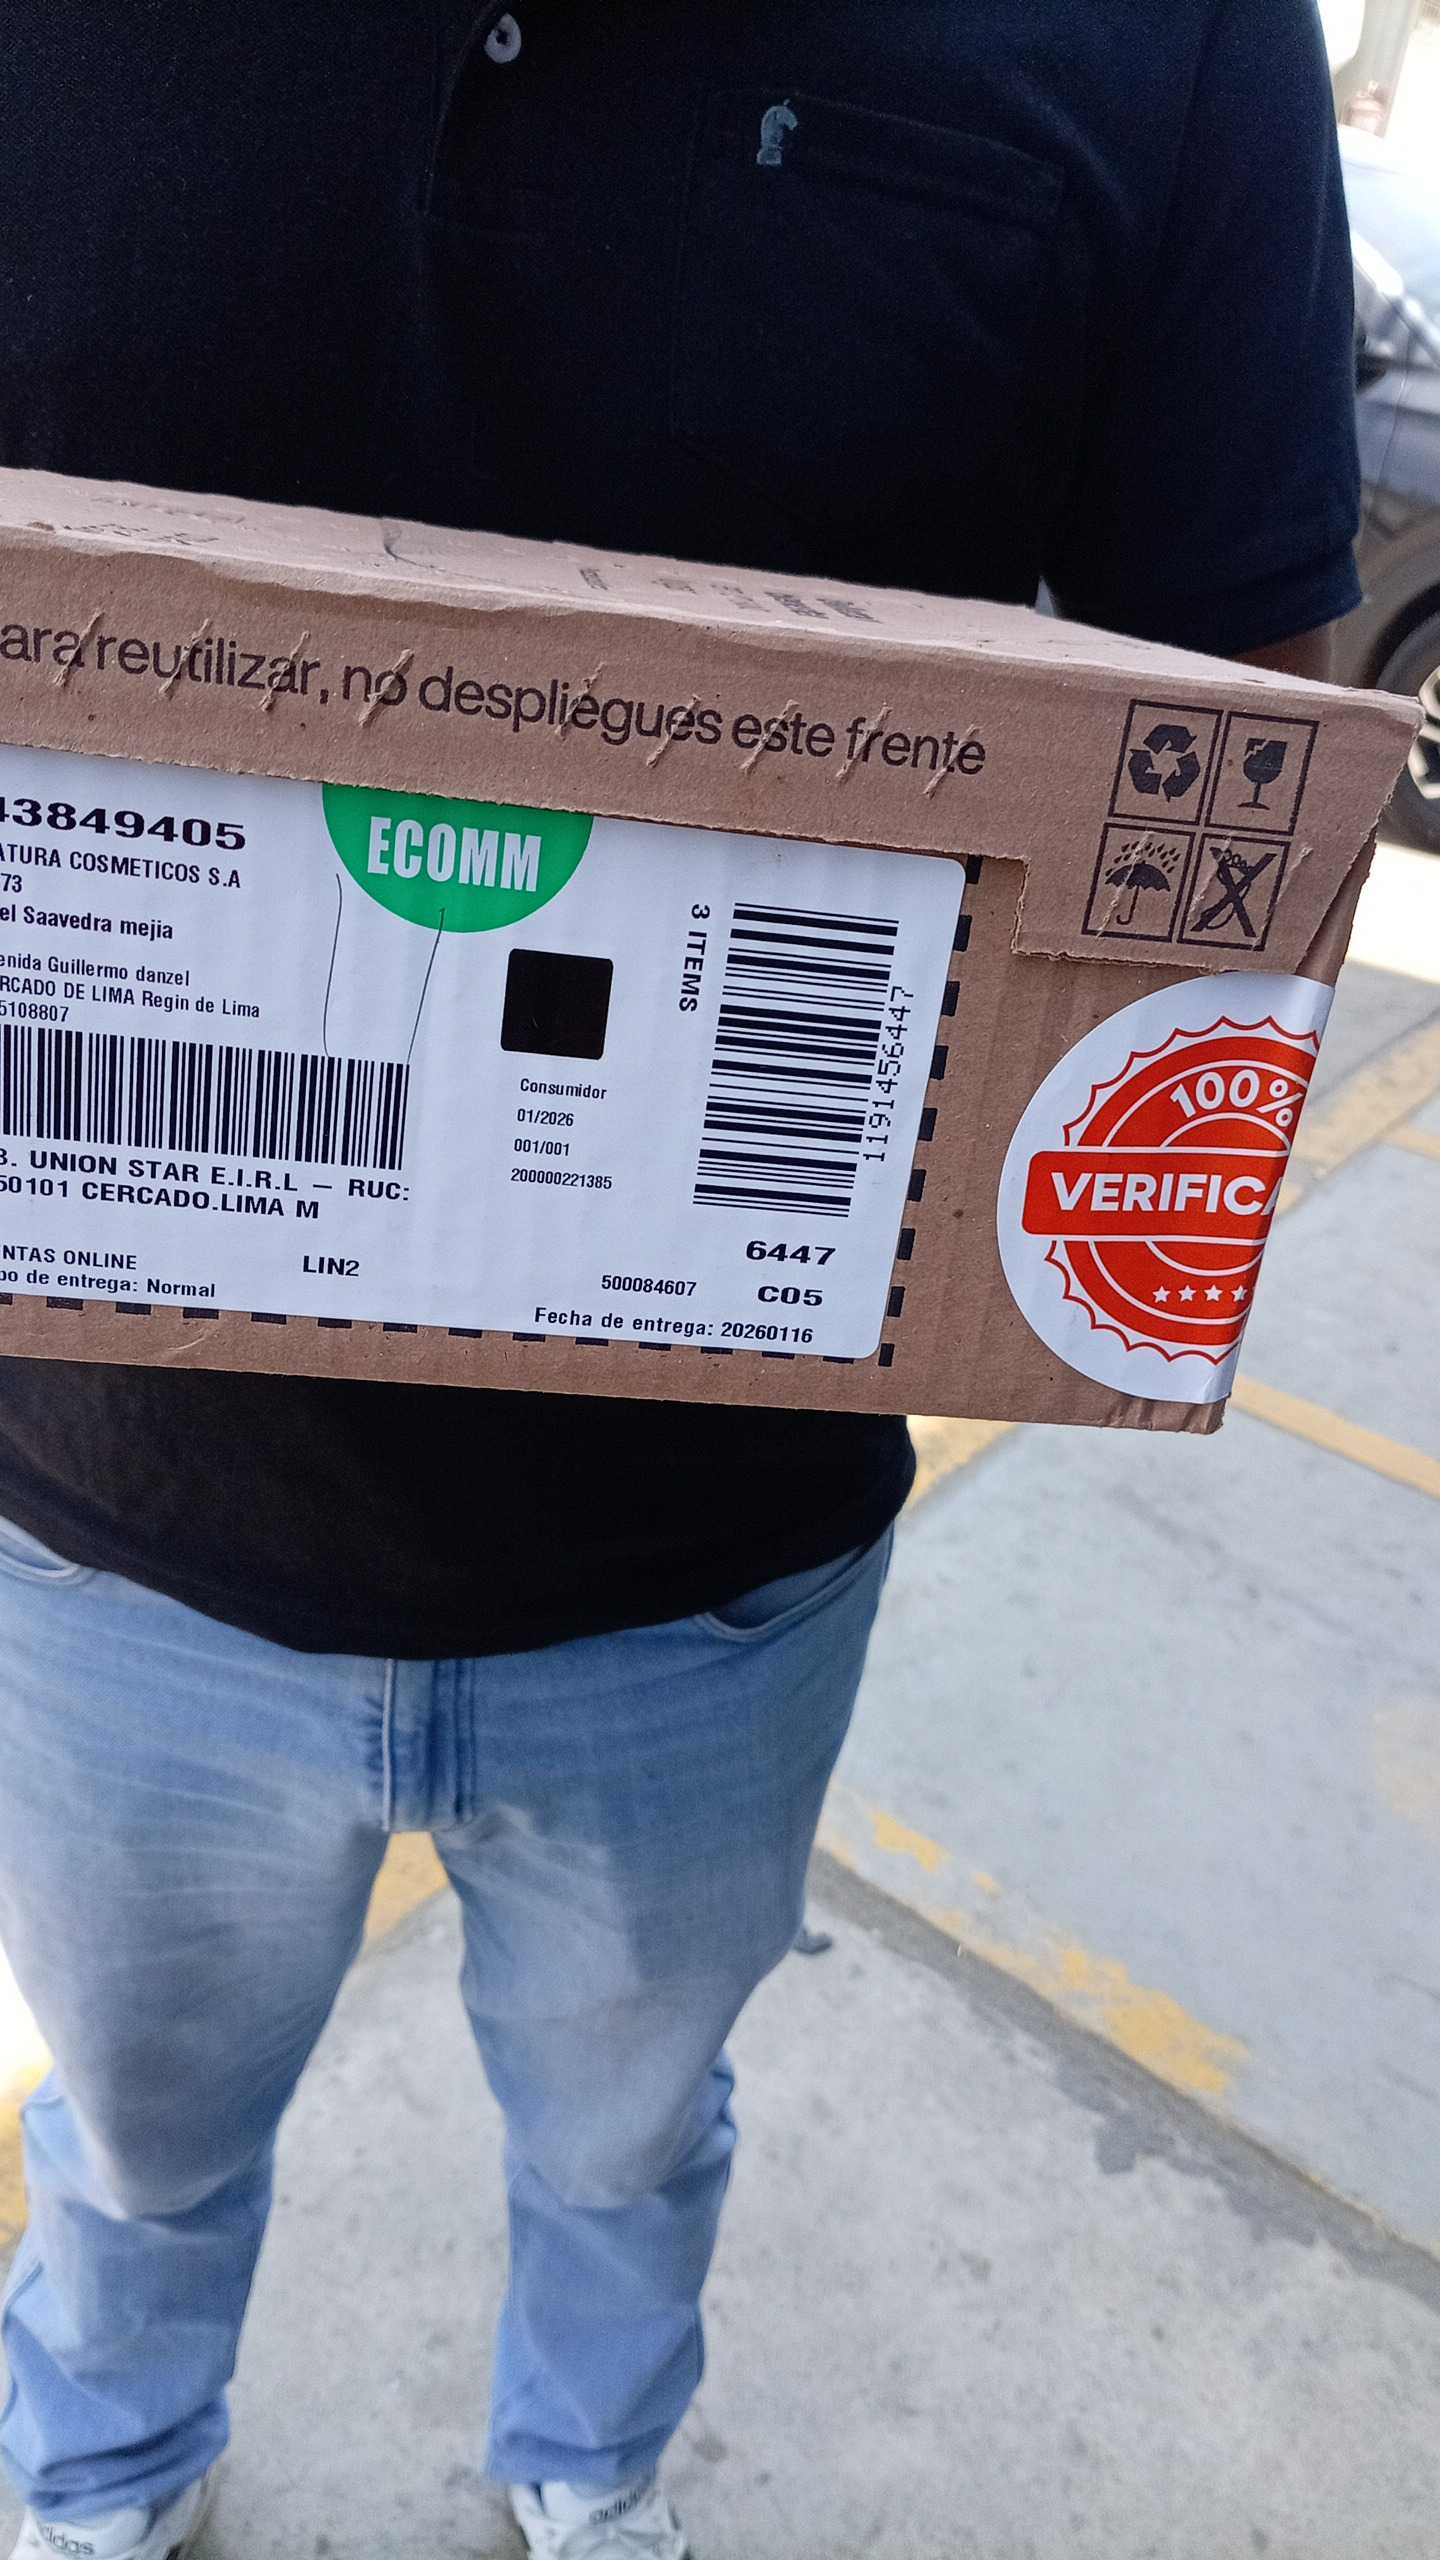 ara reutilizar, no despliegues este frente
43849405
ATURA COSMETICOS S.A
73
el Saavedra mejia
enida Guillermo danzel
RCADO DE LIMA Regin de Lima
5108807
ECOMM
3. UNION STAR E.I.R.L – RUC:
50101 CERCADO.LIMA M
NTAS ONLINE
po de entrega: Normal
LIN2
Consumidor
01/2026
001/001
200000221385
3 ITEMS
1191456447
6447
500084607
C05
Fecha de entrega: 20260116
100%
VERIFICA
adidas
adidas